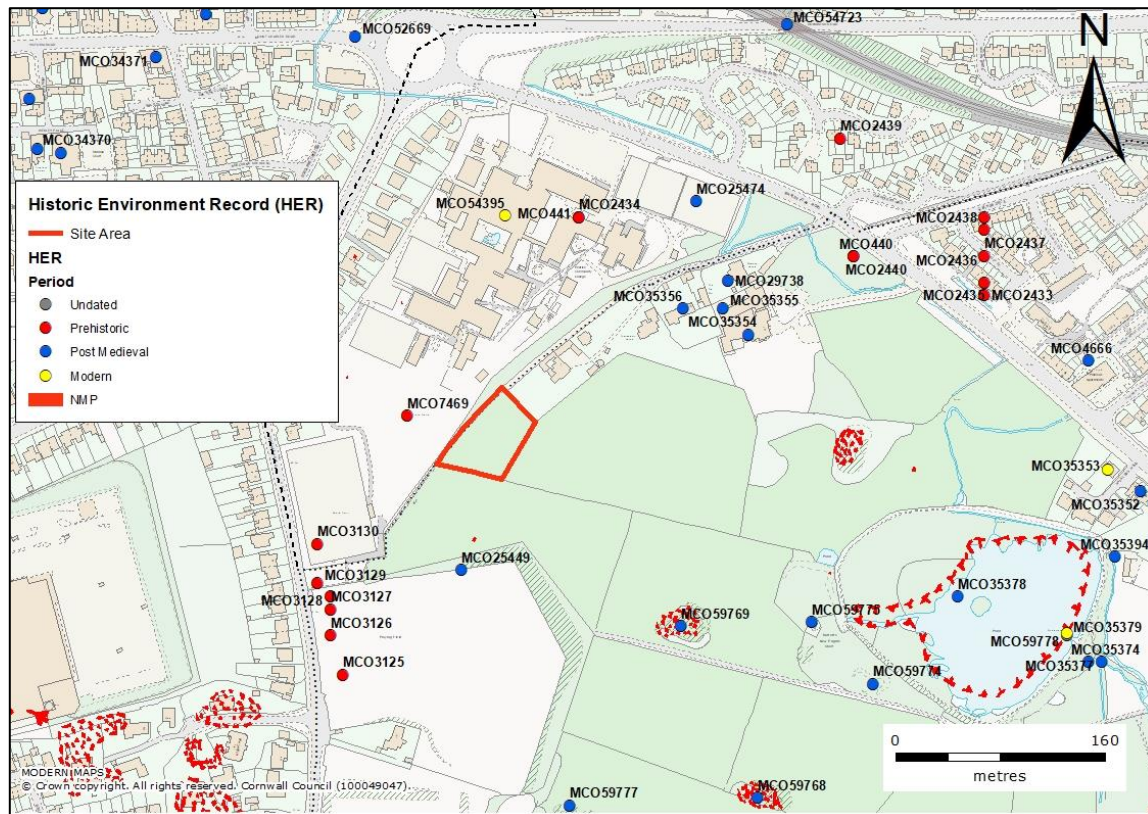 MCO54723
MCO52669
N
MCO34371
MCO2439
MCO34370
MCO25474
MCO54395
MCO441
MCO2434
MCO2438
MCO2437
MCO440
MCO2436
MCO2440
MCO29738
MCO2435
MCO2433
MCO35356
MCO35355
MCO35354
MCO4666
Historic Environment Record (HER)
Site Area
HER
Period
Undated
Prehistoric
Post Medieval
Modern
NMP
MCO7469
MCO35353
MCO35352
MCO3130
MCO25449
MCO35394
MCO3129
MCO3128
MCO3127
MCO35378
MCO3126
MCO59769
MCO59775
MCO35379
MCO59778
MCO3125
MCO35374
MCO35377
MCO59774
0 160
metres
MODERN MAPS
© Crown copyright. All rights reserved. Cornwall Council (100049047).
MCO59777
MCO59768